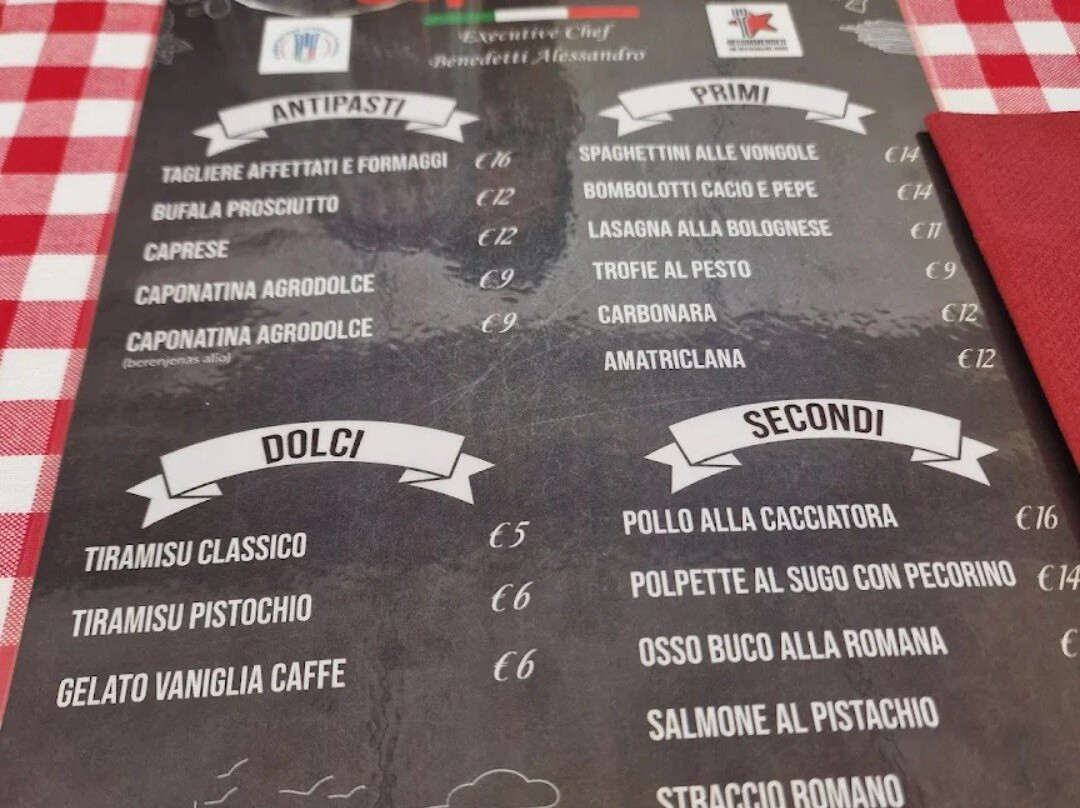 Executive Chef
Benedetti Alessandro
RECOMMENDED
ANTIPASTI
TAGLIERE AFFETTATI E FORMAGGI €16
BUFALA PROSCIUTTO €12
CAPRESE €12
CAPONATINA AGRODOLCE €9
CAPONATINA AGRODOLCE €9
(berenjenas alio)
PRIMI
SPAGHETTINI ALLE VONGOLE €14
BOMBOLOTTI CACIO E PEPE €14
LASAGNA ALLA BOLOGNESE €11
TROFIE AL PESTO €9
CARBONARA €12
AMATRICLANA €12
DOLCI
TIRAMISU CLASSICO €5
TIRAMISU PISTOCHIO €6
GELATO VANIGLIA CAFFE €6
SECONDI
POLLO ALLA CACCIATORA €16
POLPETTE AL SUGO CON PECORINO €14
OSSO BUCO ALLA ROMANA €
SALMONE AL PISTACHIO
STRACCIO ROMANO